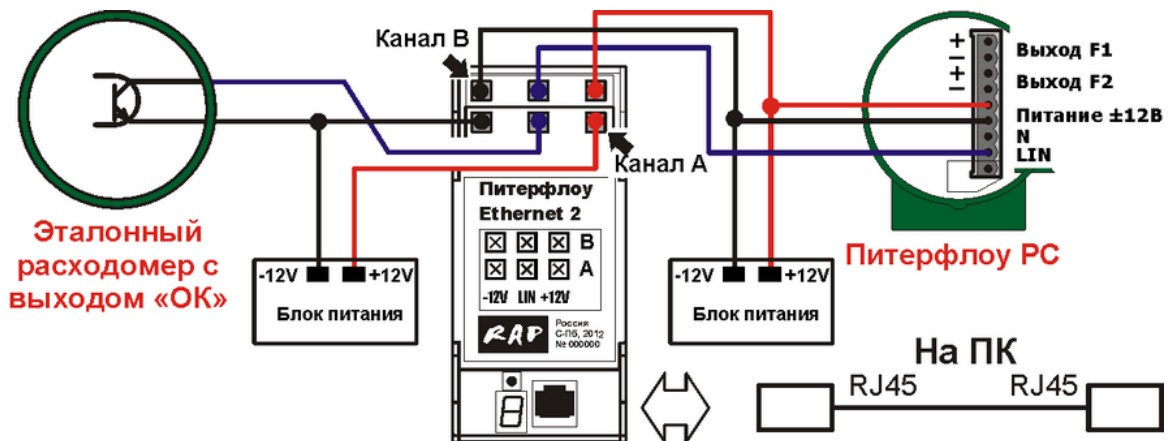 Канал B
Канал A
+
−
+
−
Выход F1
Выход F2
Питание ±12В
N
LIN
Эталонный
расходомер с
выходом «ОК»
-12V
+12V
Блок питания
Питерфлоу
Ethernet 2
B
A
-12V LIN +12V
RAP
Россия
С-Пб, 2012
№ 000000
-12V
+12V
Блок питания
Питерфлоу РС
На ПК
RJ45
RJ45